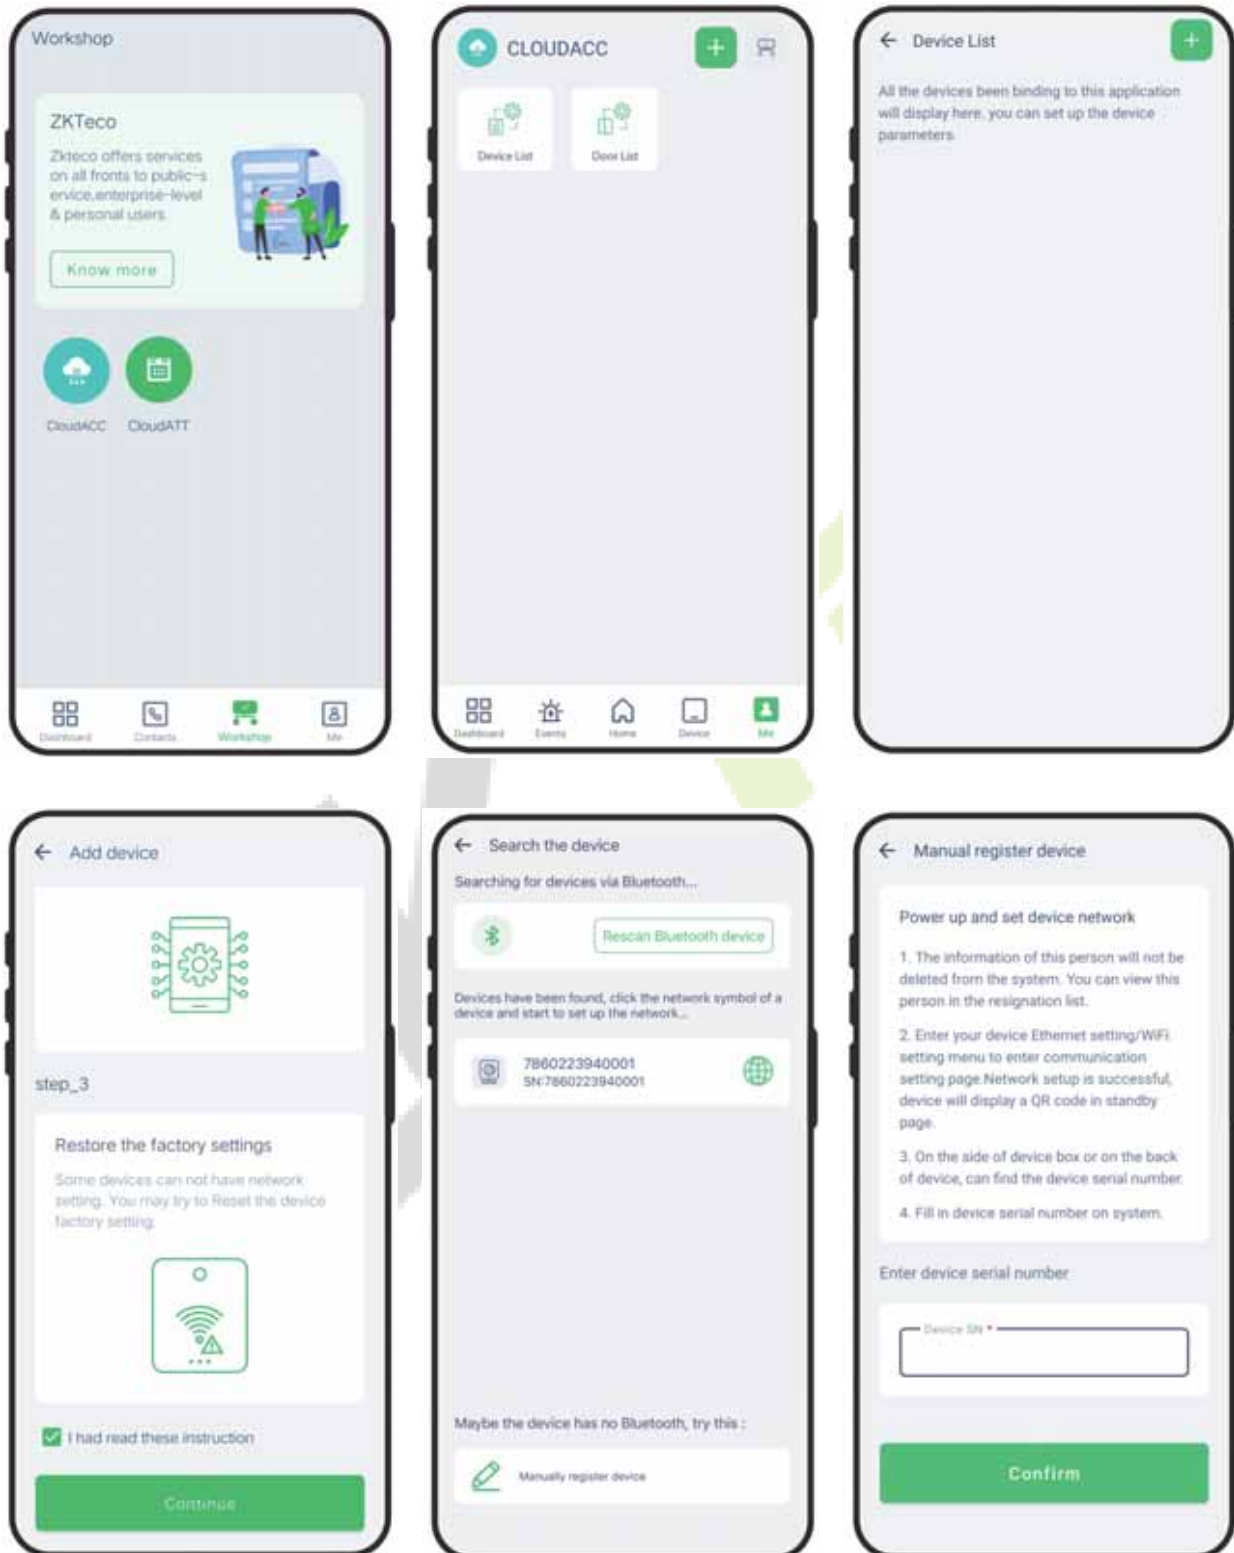 Workshop
ZKTeco
Zkteco offers services
on all fronts to public-s
ervice,enterprise-level
& personal users.
Know more
CloudACC
CloudATT
Dashboard
Contacts
Workshop
Me
CLOUDACC
Device List
Door List
Dashboard
Events
Home
Device
Me
Device List
All the devices been binding to this application
will display here. you can set up the device
parameters.
Add device
step_3
Restore the factory settings
Some devices can not have network
setting. You may try to Reset the device
factory setting.
I had read these instruction
Continue
Search the device
Searching for devices via Bluetooth...
Rescan Bluetooth device
Devices have been found, click the network symbol of a
device and start to set up the network...
7860223940001
SN:7860223940001
Maybe the device has no Bluetooth, try this :
Manually register device
Manual register device
Power up and set device network
1. The information of this person will not be
deleted from the system. You can view this
person in the resignation list.
2. Enter your device Ethernet setting/WiFi
setting menu to enter communication
setting page.Network setup is successful,
device will display a QR code in standby
page.
3. On the side of device box or on the back
of device, can find the device serial number.
4. Fill in device serial number on system.
Enter device serial number
Device SN *
Confirm